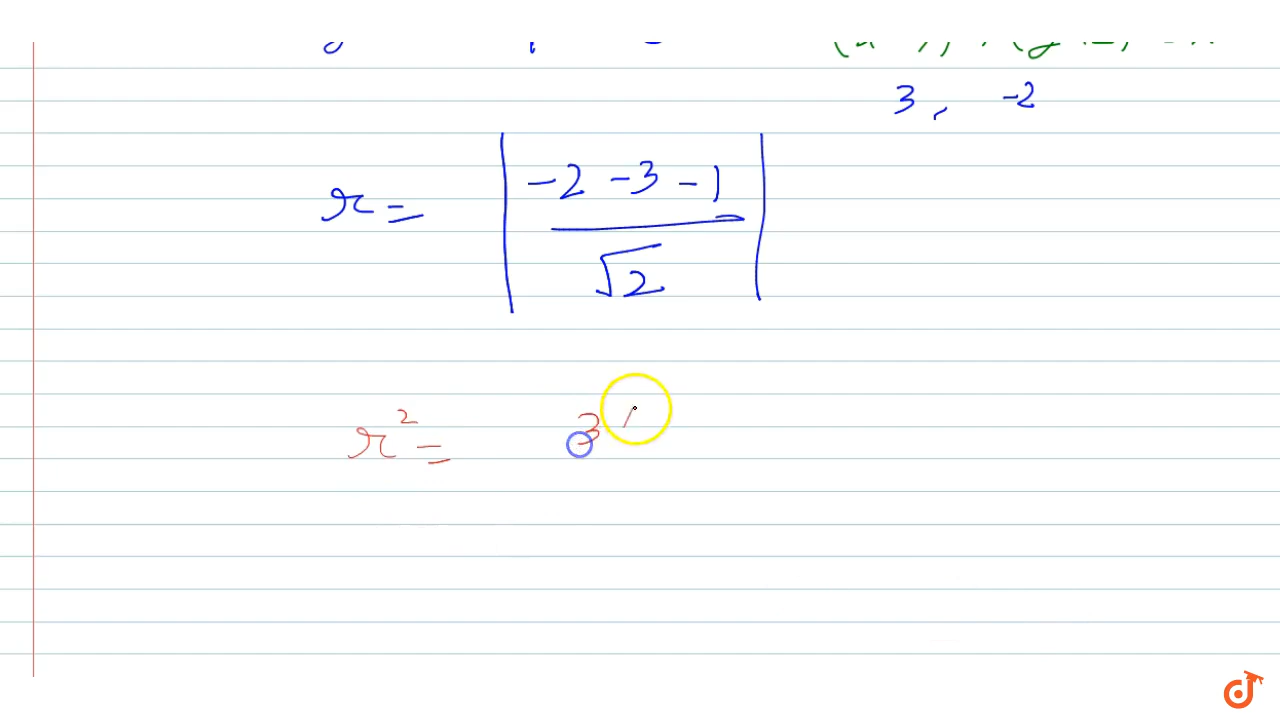 3, -2
r = | (-2 -3 -1) / √2 |
r² = 3